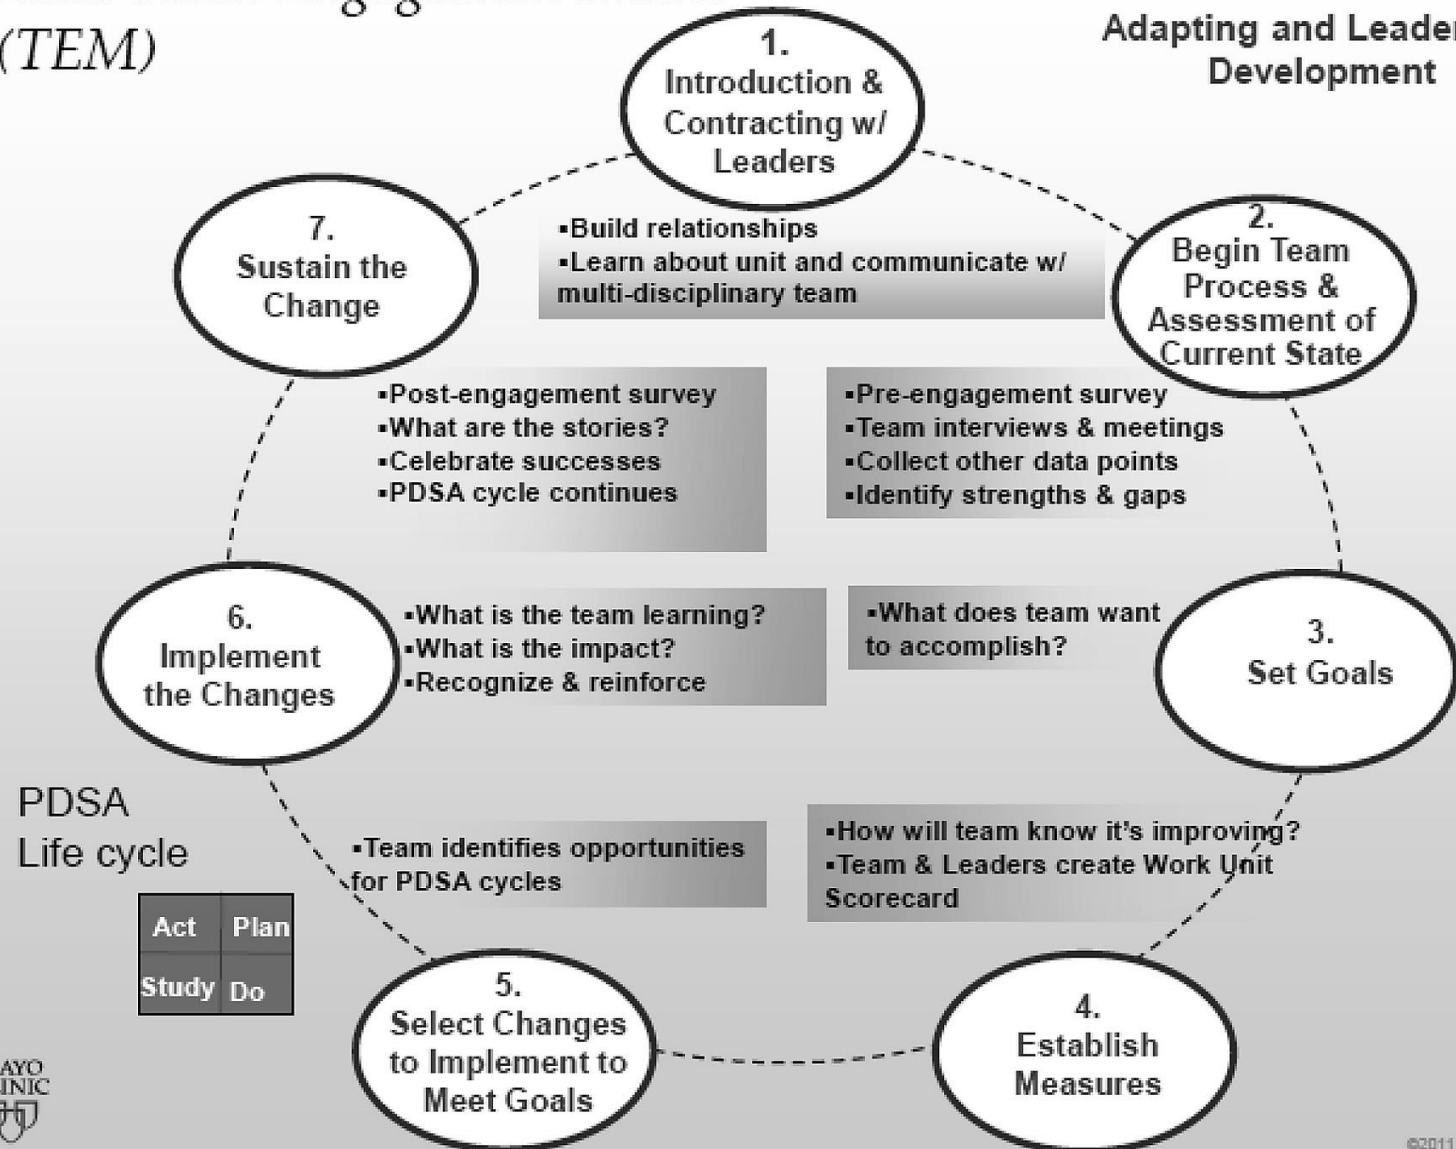 (TEM)
Adapting and
Development
1.
Introduction &
Contracting w/
Leaders
▪Build relationships
▪Learn about unit and communicate w/
multi-disciplinary team
2.
Begin Team
Process &
Assessment of
Current State
▪Pre-engagement survey
▪Team interviews & meetings
▪Collect other data points
▪Identify strengths & gaps
3.
Set Goals
▪What does team want
to accomplish?
4.
Establish
Measures
▪How will team know it's improving?
▪Team & Leaders create Work Unit
Scorecard
5.
Select Changes
to Implement to
Meet Goals
▪Team identifies opportunities
for PDSA cycles
6.
Implement
the Changes
▪What is the team learning?
▪What is the impact?
▪Recognize & reinforce
7.
Sustain the
Change
▪Post-engagement survey
▪What are the stories?
▪Celebrate successes
▪PDSA cycle continues
PDSA
Life cycle
Act Plan
Study Do
©2011